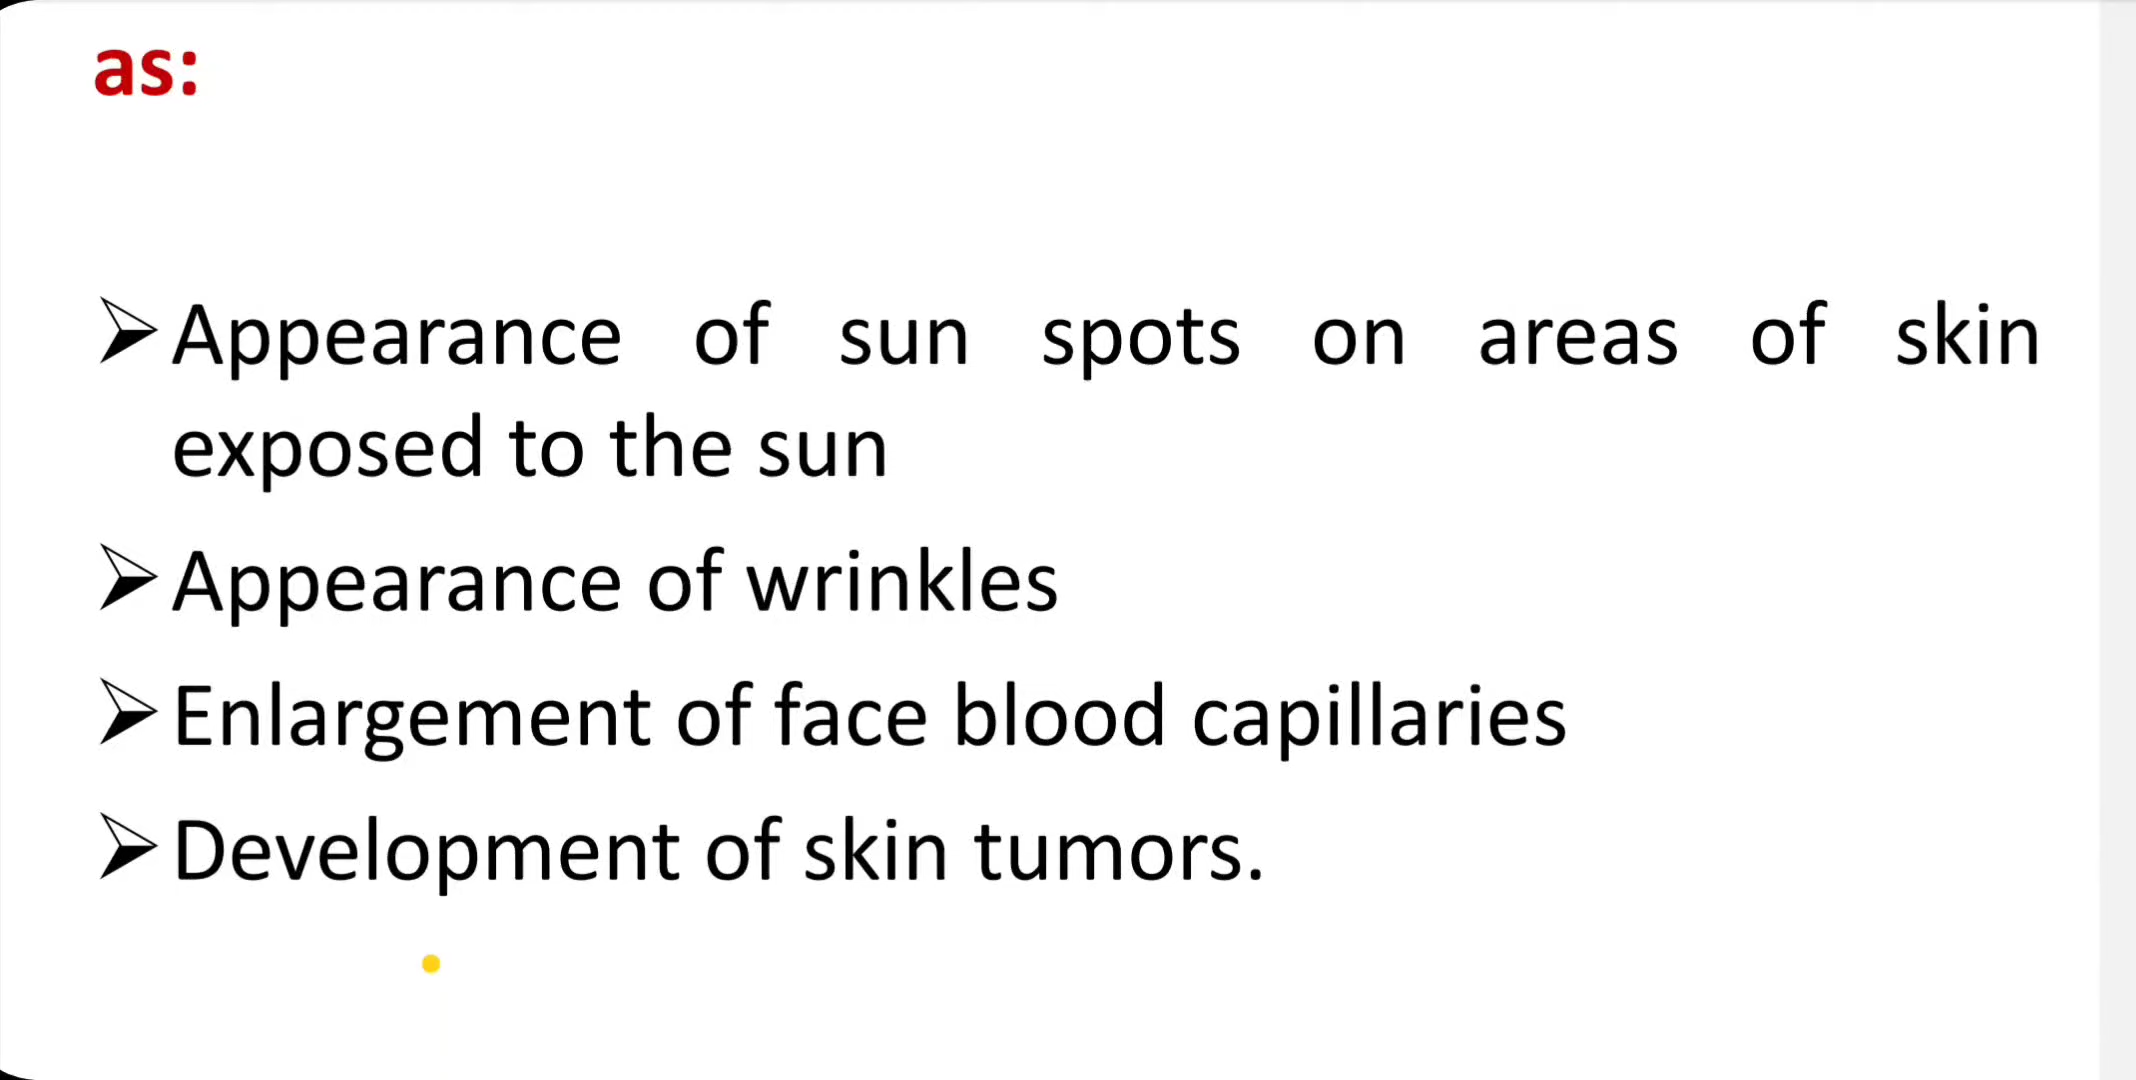 as:
➢Appearance of sun spots on areas of skin
exposed to the sun
➢Appearance of wrinkles
➢Enlargement of face blood capillaries
➢Development of skin tumors.